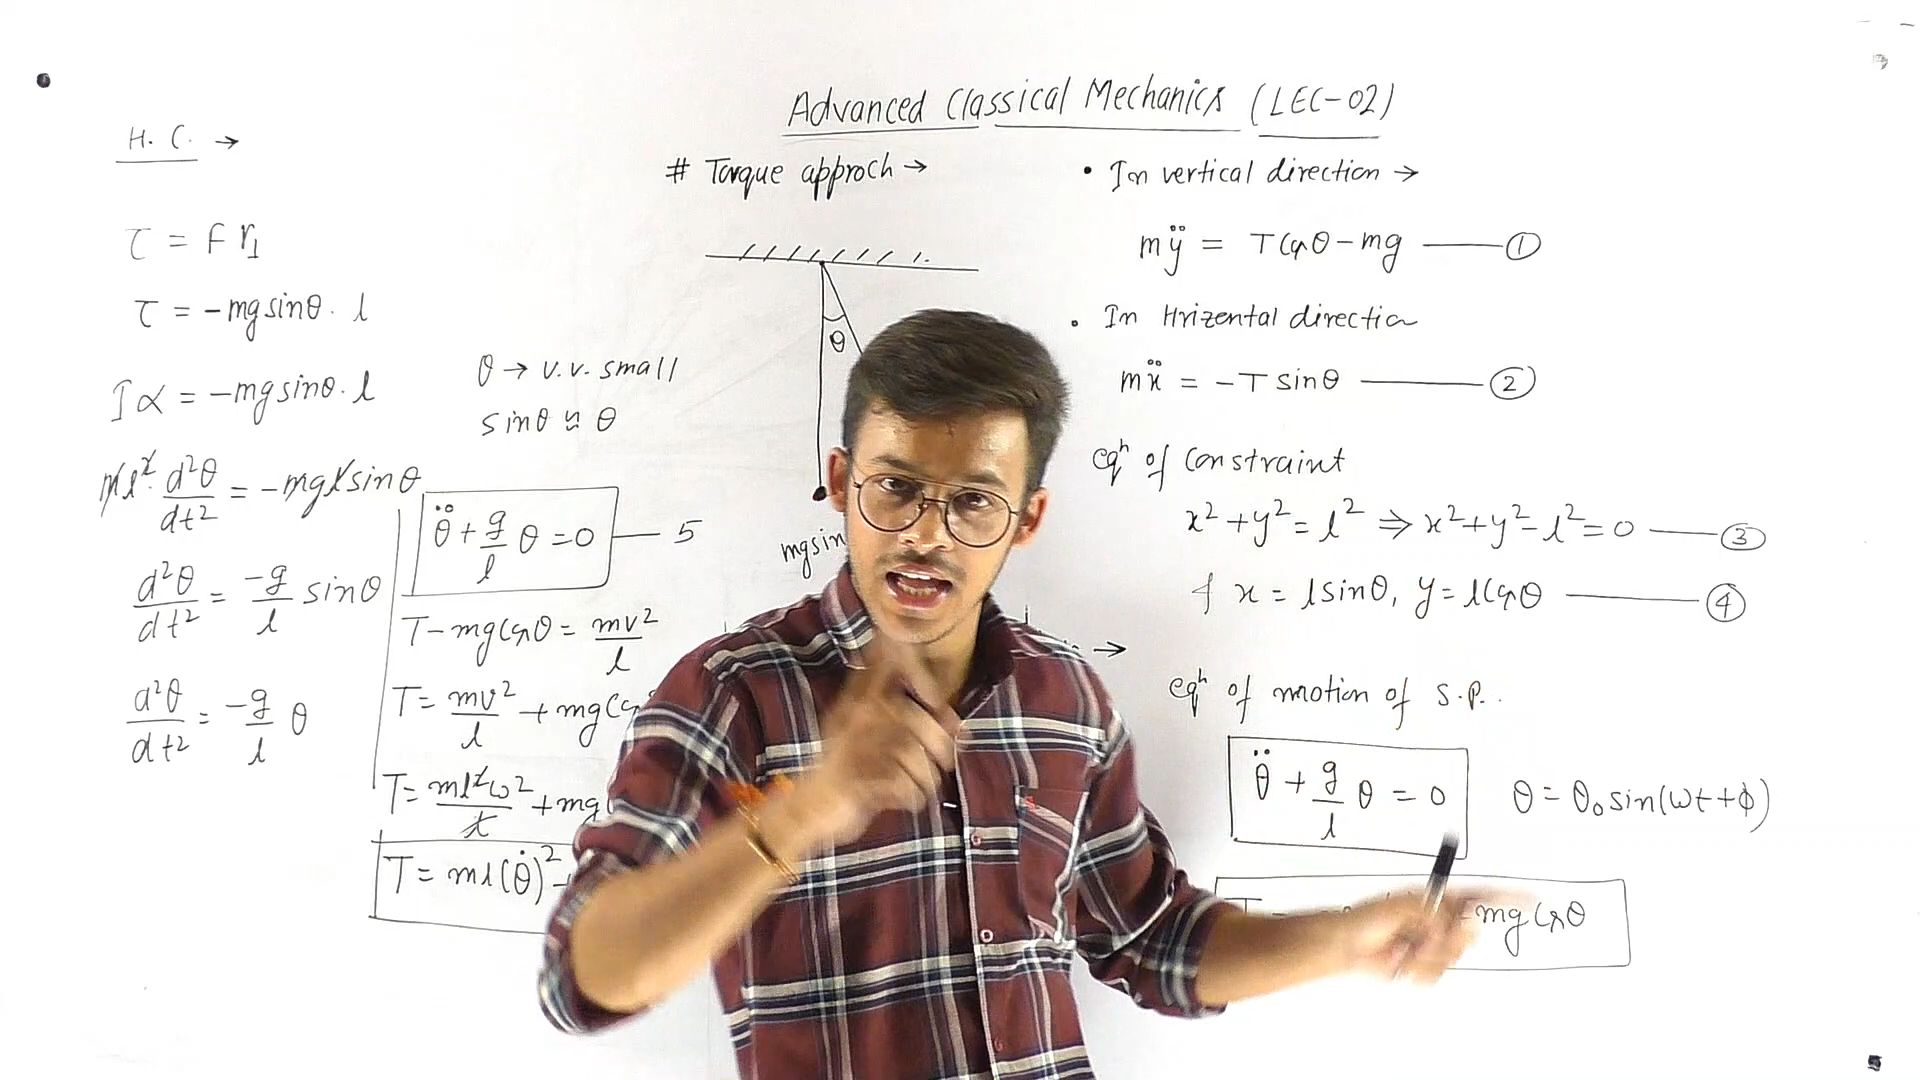 Advanced Classical Mechanics (LEC-02)
H. C. →
τ = F r⊥
τ = -mg sinθ · l
I α = -mg sinθ · l
ml² · d²θ/dt² = -mgl sinθ
d²θ/dt² = -g/l sinθ
d²θ/dt² = -g/l θ
θ → v.v. small
sinθ ≈ θ
θ̈ + g/l θ = 0 — 5
T - mg Cosθ = mv²/l
T = mv²/l + mg
T = ml²ω²/l + mg
T = ml(θ̇)²
# Torque approch →
θ
mgsin
• In vertical direction →
mÿ = T Cosθ - mg — ①
• In Hrizental direction
mẍ = -T sinθ — ②
eqⁿ of Constraint
x² + y² = l² ⇒ x² + y² - l² = 0 — ③
& x = l sinθ, y = l Cosθ — ④
→
eqⁿ of motion of S.P.
θ̈ + g/l θ = 0 θ = θ₀ sin(ωt + ϕ)
mg Cosθ